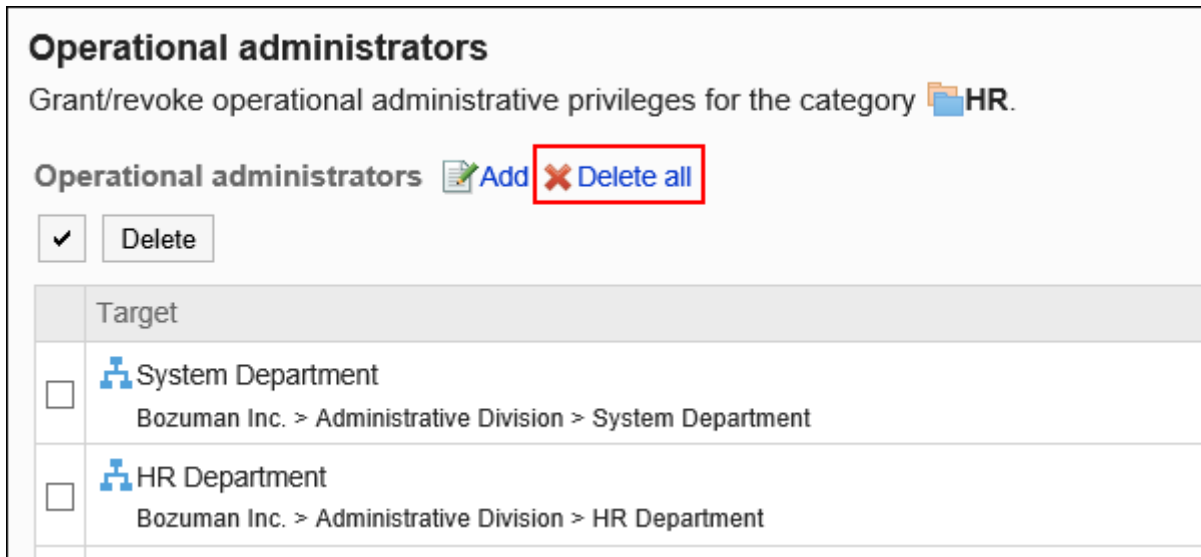 Operational administrators
Grant/revoke operational administrative privileges for the category HR.
Operational administrators Add Delete all
Delete
Target
System Department
Bozuman Inc. > Administrative Division > System Department
HR Department
Bozuman Inc. > Administrative Division > HR Department